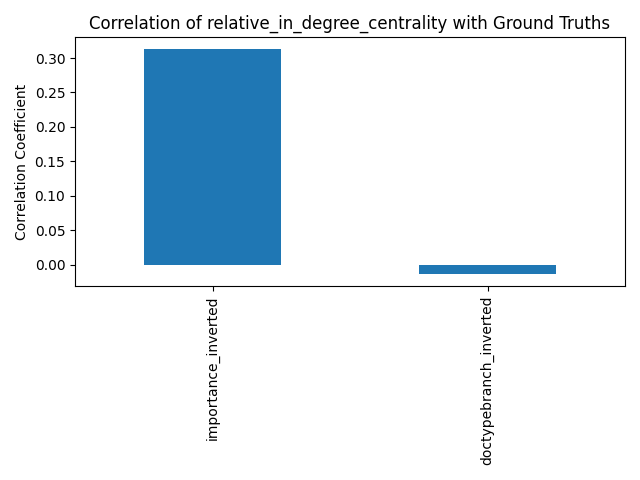 Correlation of relative_in_degree_centrality with Ground Truths
Correlation Coefficient
0.30
0.25
0.20
0.15
0.10
0.05
0.00
importance_inverted
doctypebranch_inverted